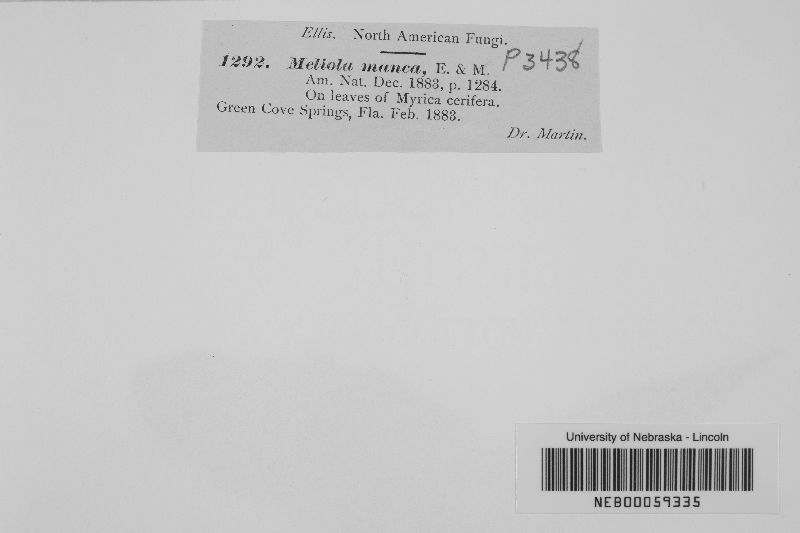 Ellis. North American Fungi.
1292. Meliola manca, E. & M. P3438
Am. Nat. Dec. 1883, p. 1284.
On leaves of Myrica cerifera.
Green Cove Springs, Fla. Feb. 1883.
Dr. Martin.
University of Nebraska - Lincoln
NEB00059335